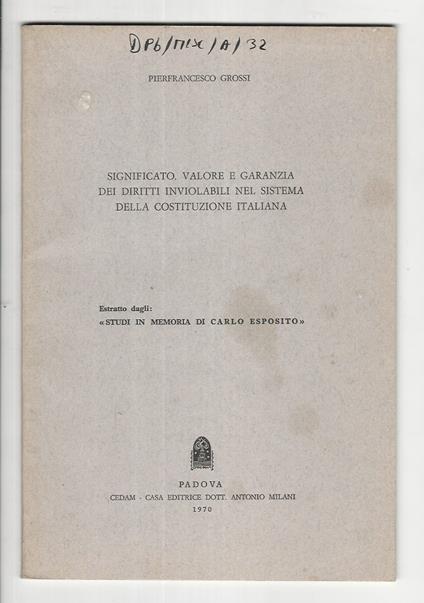 DPb/MISC/A/32
PIERFRANCESCO GROSSI
SIGNIFICATO, VALORE E GARANZIA
DEI DIRITTI INVIOLABILI NEL SISTEMA
DELLA COSTITUZIONE ITALIANA
Estratto dagli:
«STUDI IN MEMORIA DI CARLO ESPOSITO»
PADOVA
CEDAM - CASA EDITRICE DOTT. ANTONIO MILANI
1970